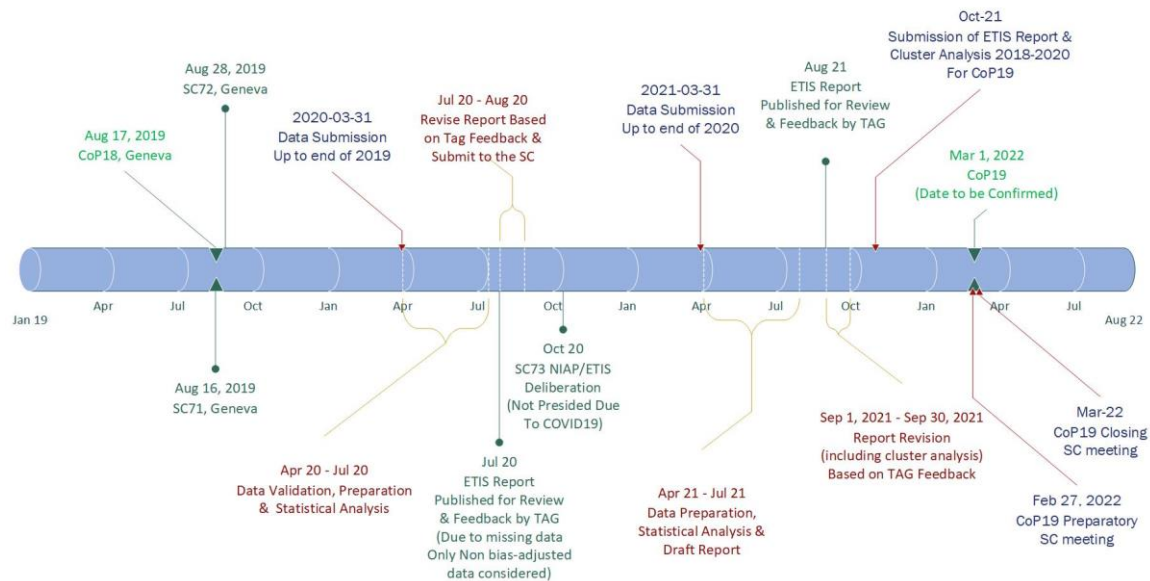 Oct-21
Submission of ETIS Report &
Cluster Analysis 2018-2020
For CoP19
Aug 28, 2019
SC72, Geneva
Aug 21
ETIS Report
Published for Review
& Feedback by TAG
Jul 20 - Aug 20
Revise Report Based
on Tag Feedback &
Submit to the SC
2021-03-31
Data Submission
Up to end of 2020
2020-03-31
Data Submission
Up to end of 2019
Aug 17, 2019
CoP18, Geneva
Mar 1, 2022
CoP19
(Date to be Confirmed)
Jan 19
Apr
Jul
Oct
Jan
Apr
Jul
Oct
Jan
Apr
Jul
Oct
Jan
Apr
Jul
Aug 22
Aug 16, 2019
SC71, Geneva
Oct 20
SC73 NIAP/ETIS
Deliberation
(Not Presided Due
To COVID19)
Apr 20 - Jul 20
Data Validation, Preparation
& Statistical Analysis
Jul 20
ETIS Report
Published for Review
& Feedback by TAG
(Due to missing data
Only Non bias-adjusted
data considered)
Apr 21 - Jul 21
Data Preparation,
Statistical Analysis &
Draft Report
Sep 1, 2021 - Sep 30, 2021
Report Revision
(including cluster analysis)
Based on TAG Feedback
Mar-22
CoP19 Closing
SC meeting
Feb 27, 2022
CoP19 Preparatory
SC meeting